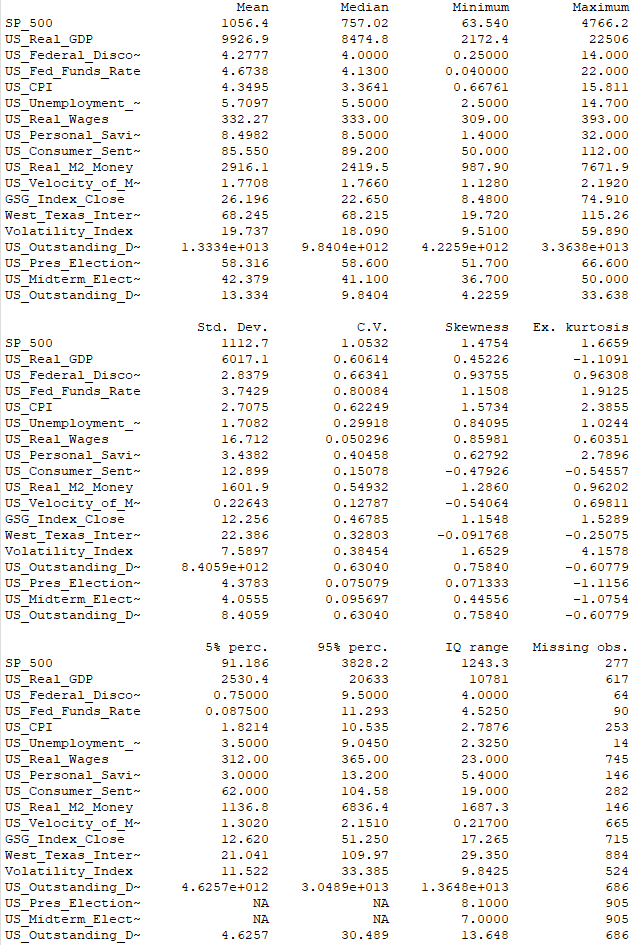 Mean Median Minimum Maximum
SP_500 1056.4 757.02 63.540 4766.2
US_Real_GDP 9926.9 8474.8 2172.4 22506
US_Federal_Disco~ 4.2777 4.0000 0.25000 14.000
US_Fed_Funds_Rate 4.6738 4.1300 0.040000 22.000
US_CPI 4.3495 3.3641 0.66761 15.811
US_Unemployment_~ 5.7097 5.5000 2.5000 14.700
US_Real_Wages 332.27 333.00 309.00 393.00
US_Personal_Savi~ 8.4982 8.5000 1.4000 32.000
US_Consumer_Sent~ 85.550 89.200 50.000 112.00
US_Real_M2_Money 2916.1 2419.5 987.90 7671.9
US_Velocity_of_M~ 1.7708 1.7660 1.1280 2.1920
GSG_Index_Close 26.196 22.650 8.4800 74.910
West_Texas_Inter~ 68.245 68.215 19.720 115.26
Volatility_Index 19.737 18.090 9.5100 59.890
US_Outstanding_D~ 1.3334e+013 9.8404e+012 4.2259e+012 3.3638e+013
US_Pres_Election~ 58.316 58.600 51.700 66.600
US_Midterm_Elect~ 42.379 41.100 36.700 50.000
US_Outstanding_D~ 13.334 9.8404 4.2259 33.638
Std. Dev. C.V. Skewness Ex. kurtosis
SP_500 1112.7 1.0532 1.4754 1.6659
US_Real_GDP 6017.1 0.60614 0.45226 -1.1091
US_Federal_Disco~ 2.8379 0.66341 0.93755 0.96308
US_Fed_Funds_Rate 3.7429 0.80084 1.1508 1.9125
US_CPI 2.7075 0.62249 1.5734 2.3855
US_Unemployment_~ 1.7082 0.29918 0.84095 1.0244
US_Real_Wages 16.712 0.050296 0.85981 0.60351
US_Personal_Savi~ 3.4382 0.40458 0.62792 2.7896
US_Consumer_Sent~ 12.899 0.15078 -0.47926 -0.54557
US_Real_M2_Money 1601.9 0.54932 1.2860 0.96202
US_Velocity_of_M~ 0.22643 0.12787 -0.54064 0.69811
GSG_Index_Close 12.256 0.46785 1.1548 1.5289
West_Texas_Inter~ 22.386 0.32803 -0.091768 -0.25075
Volatility_Index 7.5897 0.38454 1.6529 4.1578
US_Outstanding_D~ 8.4059e+012 0.63040 0.75840 -0.60779
US_Pres_Election~ 4.3783 0.075079 0.071333 -1.1156
US_Midterm_Elect~ 4.0555 0.095697 0.44556 -1.0754
US_Outstanding_D~ 8.4059 0.63040 0.75840 -0.60779
5% perc. 95% perc. IQ range Missing obs.
SP_500 91.186 3828.2 1243.3 277
US_Real_GDP 2530.4 20633 10781 617
US_Federal_Disco~ 0.75000 9.5000 4.0000 64
US_Fed_Funds_Rate 0.087500 11.293 4.5250 90
US_CPI 1.8214 10.535 2.7876 253
US_Unemployment_~ 3.5000 9.0450 2.3250 14
US_Real_Wages 312.00 365.00 23.000 745
US_Personal_Savi~ 3.0000 13.200 5.4000 146
US_Consumer_Sent~ 62.000 104.58 19.000 282
US_Real_M2_Money 1136.8 6836.4 1687.3 146
US_Velocity_of_M~ 1.3020 2.1510 0.21700 665
GSG_Index_Close 12.620 51.250 17.265 715
West_Texas_Inter~ 21.041 109.97 29.350 884
Volatility_Index 11.522 33.385 9.8425 524
US_Outstanding_D~ 4.6257e+012 3.0489e+013 1.3648e+013 686
US_Pres_Election~ NA NA 8.1000 905
US_Midterm_Elect~ NA NA 7.0000 905
US_Outstanding_D~ 4.6257 30.489 13.648 686